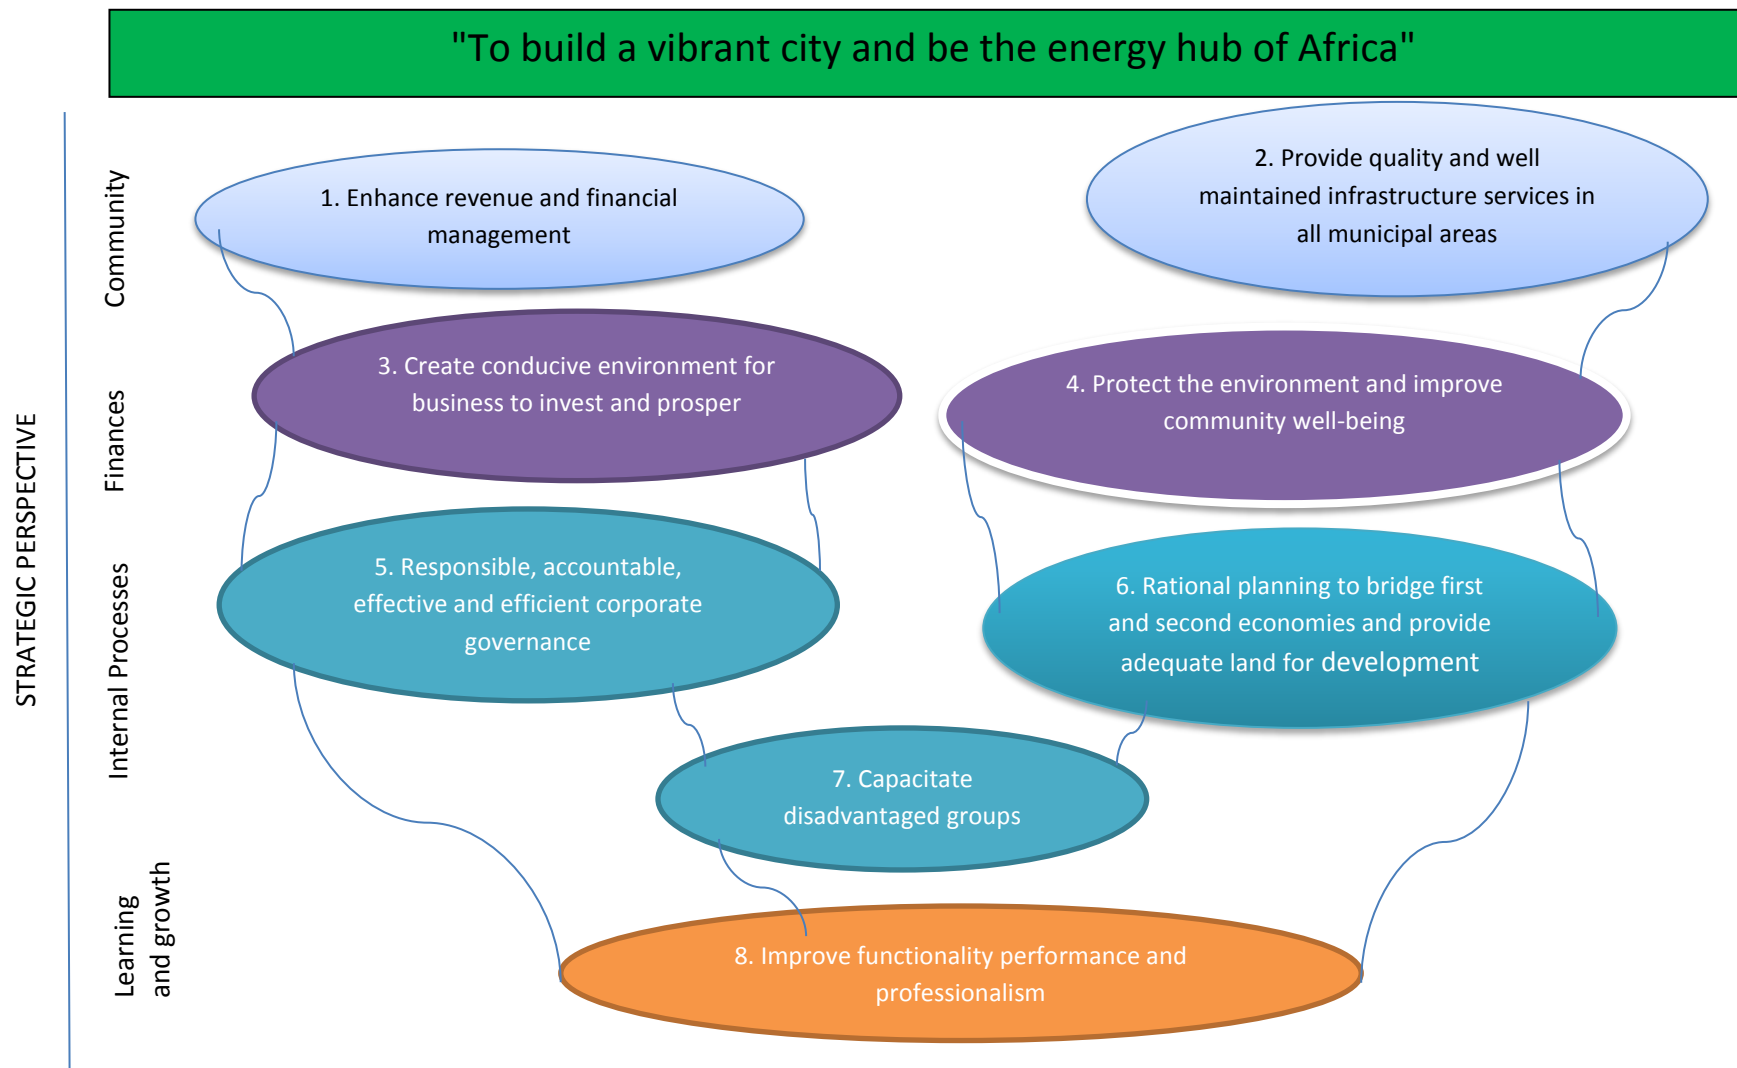 "To build a vibrant city and be the energy hub of Africa"
STRATEGIC PERSPECTIVE
Community
1. Enhance revenue and financial
management
2. Provide quality and well
maintained infrastructure services in
all municipal areas
Finances
3. Create conducive environment for
business to invest and prosper
4. Protect the environment and improve
community well-being
Internal Processes
5. Responsible, accountable,
effective and efficient corporate
governance
6. Rational planning to bridge first
and second economies and provide
adequate land for development
7. Capacitate
disadvantaged groups
Learning
and growth
8. Improve functionality performance and
professionalism